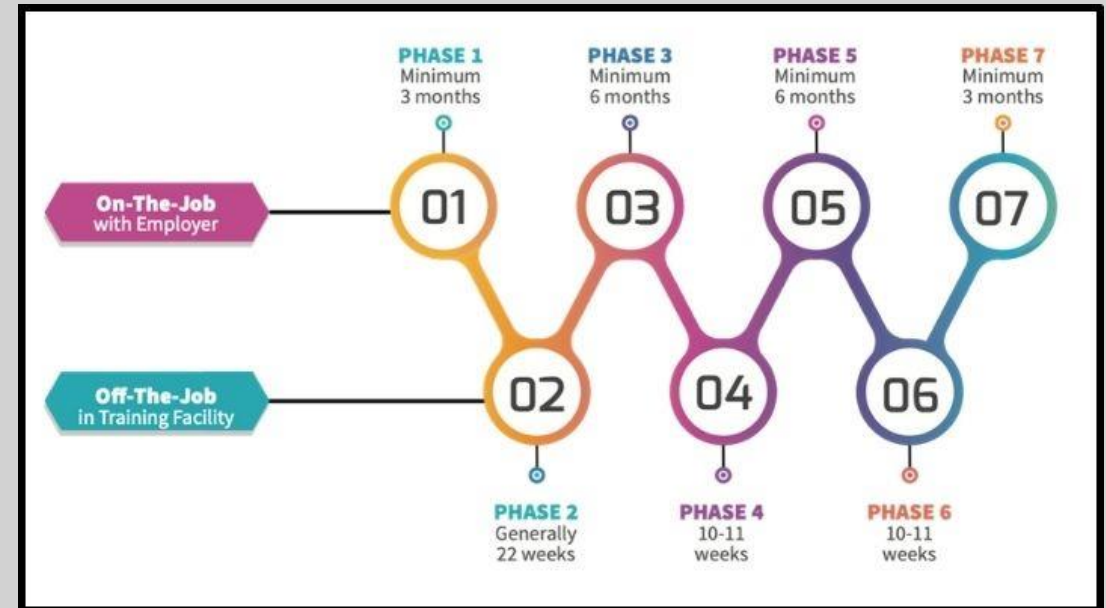 PHASE 1
Minimum
3 months
PHASE 3
Minimum
6 months
PHASE 5
Minimum
6 months
PHASE 7
Minimum
3 months
On-The-Job
with Employer
01
03
05
07
Off-The-Job
in Training Facility
02
04
06
PHASE 2
Generally
22 weeks
PHASE 4
10-11
weeks
PHASE 6
10-11
weeks